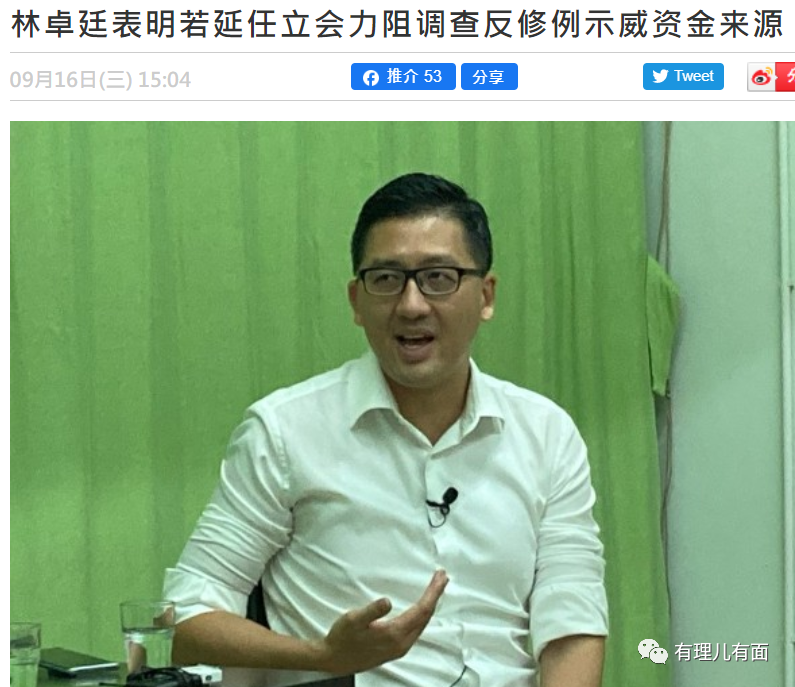 林卓廷表明若延任立会力阻调查反修例示威资金来源
09月16日(三) 15:04
推介 53
分享
Tweet
有理儿有面